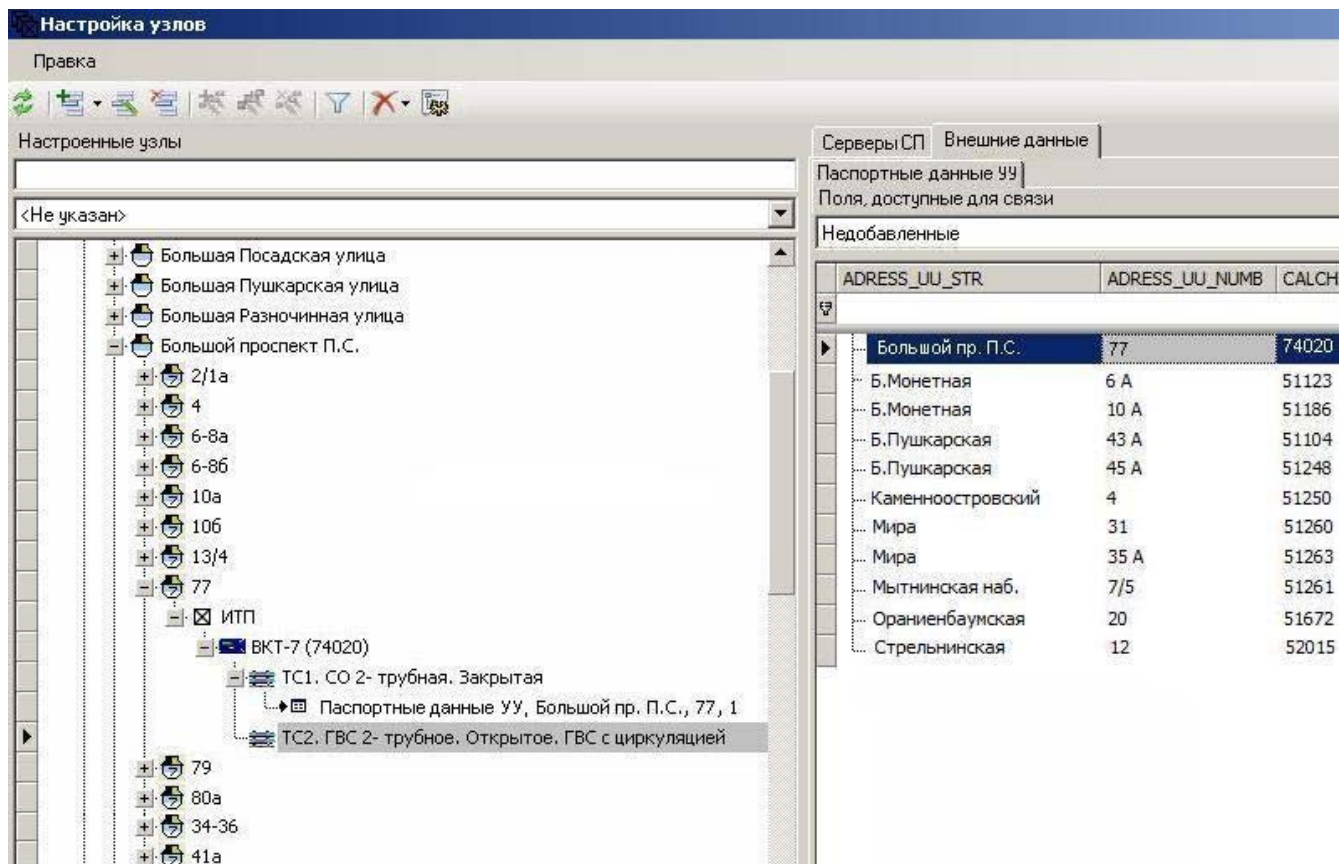 Настройка узлов
Правка
Настроенные узлы
<Не указан>
Большая Посадская улица
Большая Пушкарская улица
Большая Разночинная улица
Большой проспект П.С.
2/1а
4
6-8а
6-8б
10а
10б
13/4
77
ИТП
ВКТ-7 (74020)
ТС1. СО 2- трубная. Закрытая
Паспортные данные УУ, Большой пр. П.С., 77, 1
ТС2. ГВС 2- трубное. Открытое. ГВС с циркуляцией
79
80а
34-36
41а
Серверы СП Внешние данные
Паспортные данные УУ
Поля, доступные для связи
Недобавленные
ADRESS_UU_STR ADRESS_UU_NUMB CALCH
Большой пр. П.С. 77 74020
Б.Монетная 6 А 51123
Б.Монетная 10 А 51186
Б.Пушкарская 43 А 51104
Б.Пушкарская 45 А 51248
Каменноостровский 4 51250
Мира 31 51260
Мира 35 А 51263
Мытнинская наб. 7/5 51261
Ораниенбаумская 20 51672
Стрельнинская 12 52015